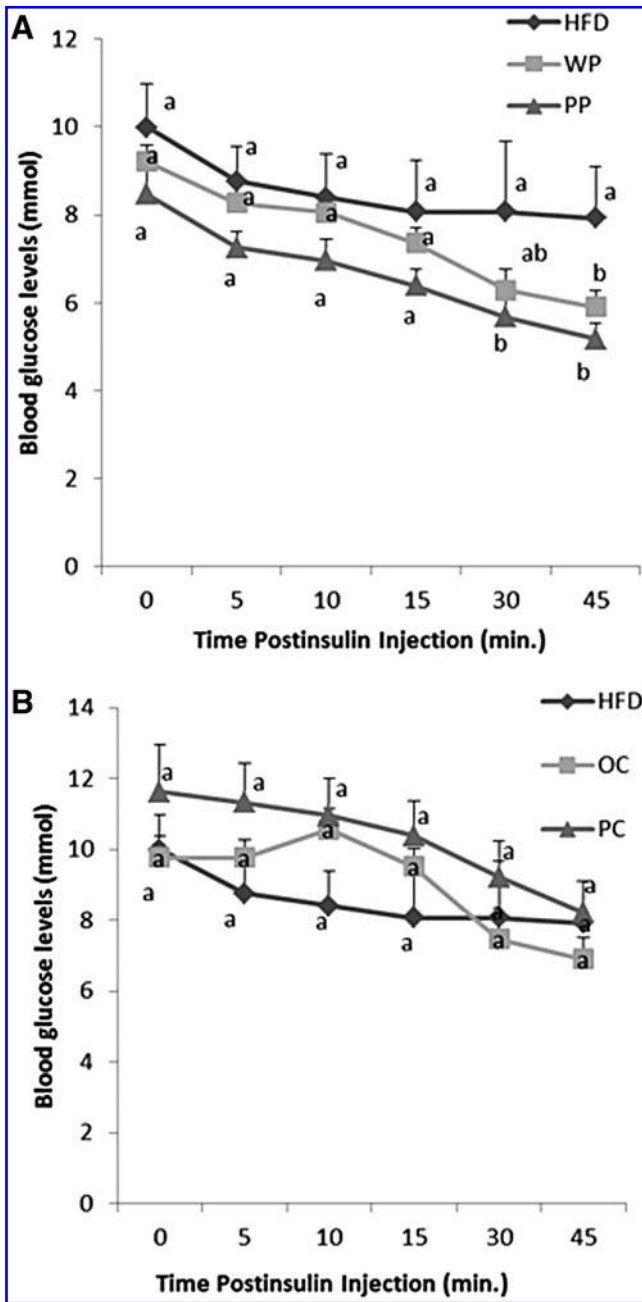 A
HFD
WP
PP
Blood glucose levels (mmol)
12
10
8
6
4
2
0
a a a a a a
a a a a ab b
a a a a b b
0 5 10 15 30 45
Time Postinsulin Injection (min.)
B
HFD
OC
PC
Blood glucose levels (mmol)
14
12
10
8
6
4
2
0
a a a a a a
a a a a a a
a a a a a a
0 5 10 15 30 45
Time Postinsulin Injection (min.)